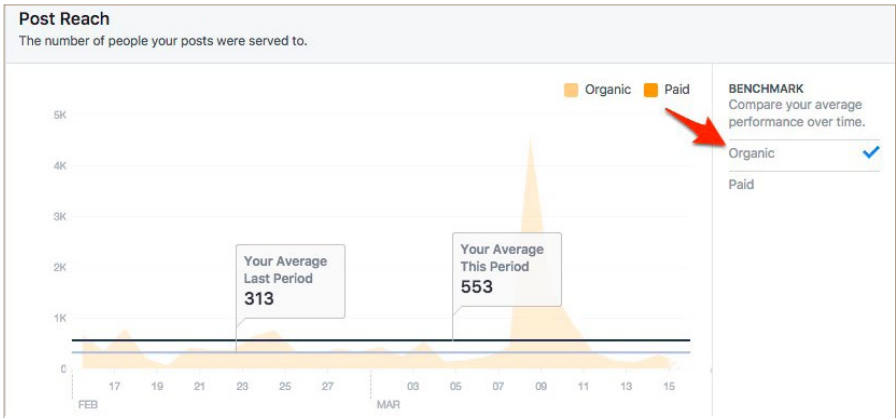 Post Reach
The number of people your posts were served to.
Organic
Paid
BENCHMARK
Compare your average
performance over time.
Organic
Paid
5K
4K
3K
2K
1K
0
Your Average
Last Period
313
Your Average
This Period
553
17 19 21 23 25 27 03 05 07 09 11 13 15
FEB MAR